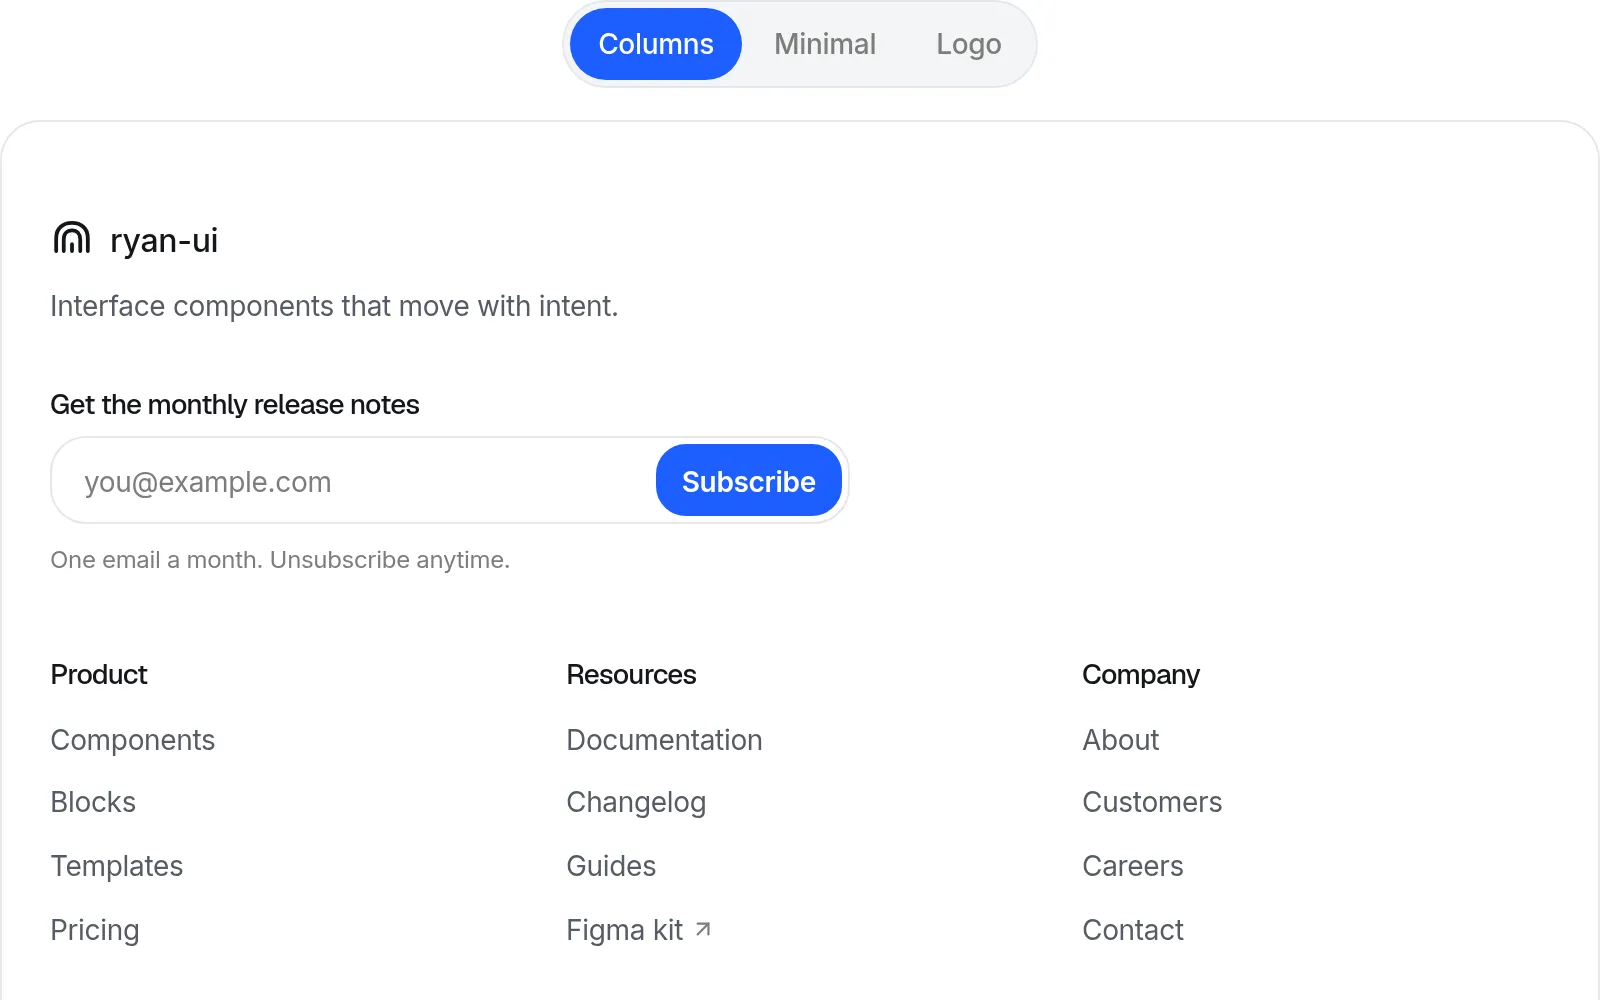 Columns Minimal Logo
ryan-ui
Interface components that move with intent.
Get the monthly release notes
you@example.com Subscribe
One email a month. Unsubscribe anytime.
Product
Components
Blocks
Templates
Pricing
Resources
Documentation
Changelog
Guides
Figma kit
Company
About
Customers
Careers
Contact